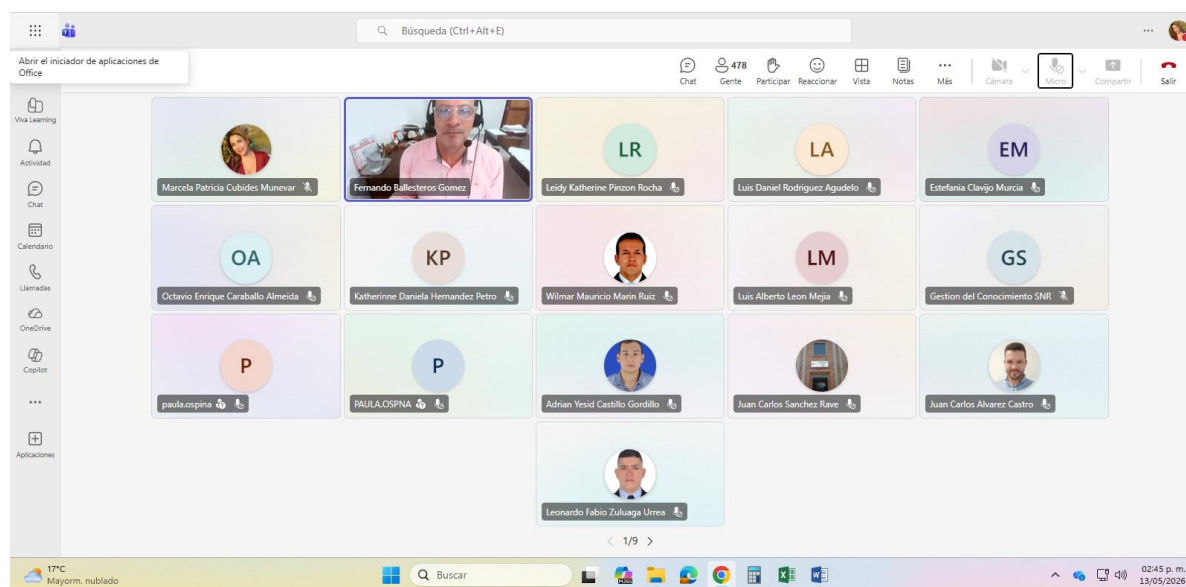 Búsqueda (Ctrl+Alt+E)
Abrir el iniciador de aplicaciones de
Office
Chat
478
Gente
Participar
Reaccionar
Vista
Notas
Más
Cámara
Micro
Compartir
Salir
Viva Learning
Actividad
Chat
Calendario
Llamadas
OneDrive
Copilot
Aplicaciones
Marcela Patricia Cubides Munevar
Fernando Ballesteros Gomez
LR
Leidy Katherine Pinzon Rocha
LA
Luis Daniel Rodriguez Agudelo
EM
Estefania Clavijo Murcia
OA
Octavio Enrique Caraballo Almeida
KP
Katherinne Daniela Hernandez Petro
Wilmar Mauricio Marin Ruiz
LM
Luis Alberto Leon Mejia
GS
Gestion del Conocimiento SNR
P
paula.ospina
P
PAULA.OSPNA
Adrian Yesid Castillo Gordillo
Juan Carlos Sanchez Rave
Juan Carlos Alvarez Castro
Leonardo Fabio Zuluaga Urrea
1/9
17°C
Mayorm. nublado
Buscar
02:45 p. m.
13/05/2026